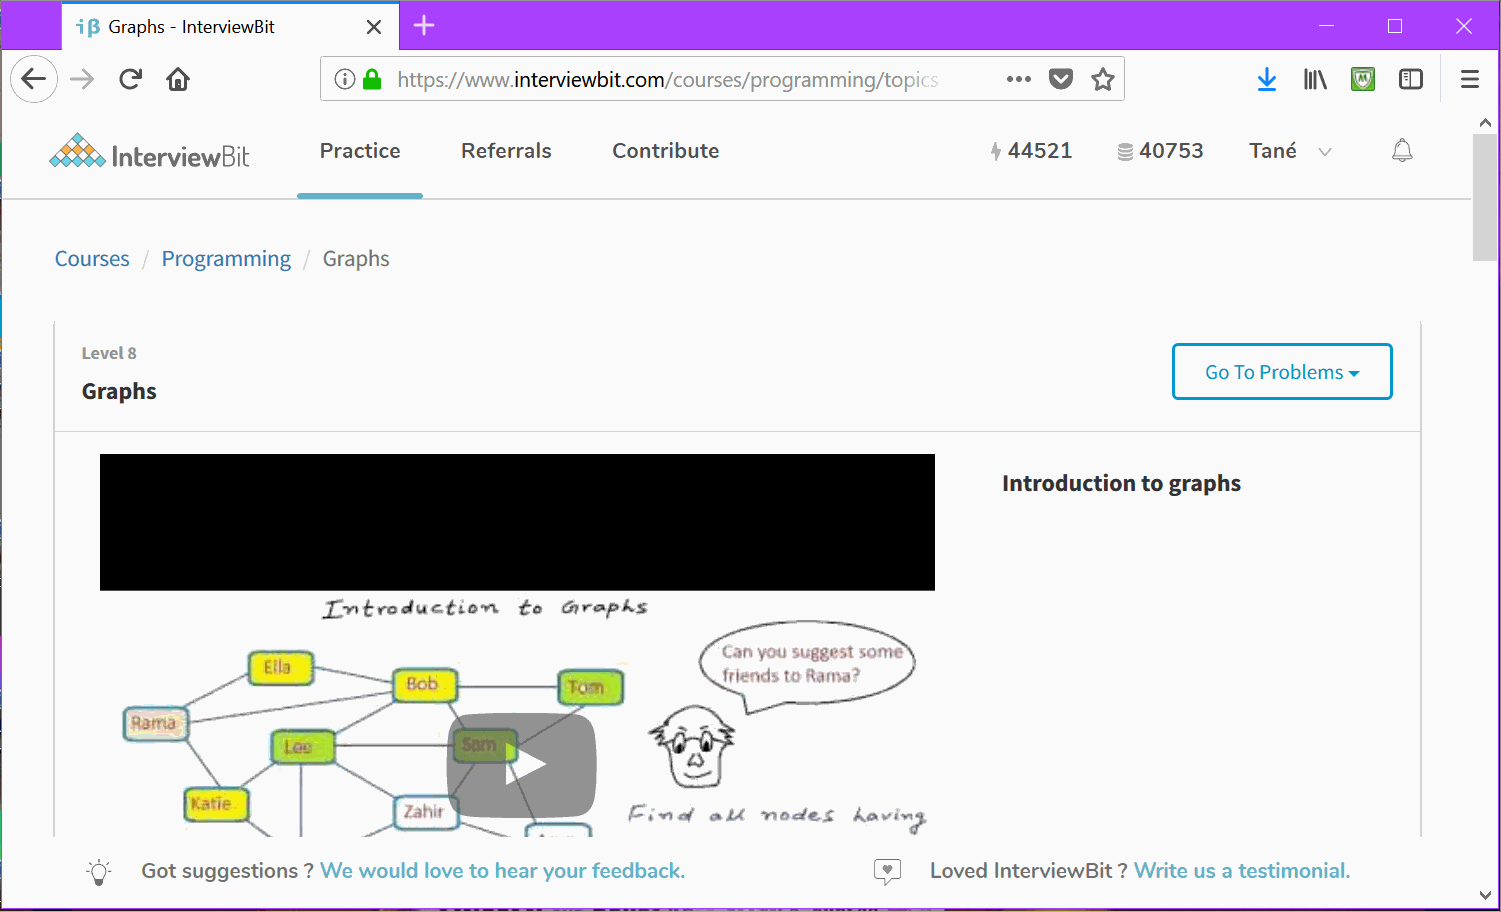 iβ Graphs - InterviewBit
https://www.interviewbit.com/courses/programming/topics
InterviewBit
Practice
Referrals
Contribute
44521
40753
Tané
Courses / Programming / Graphs
Level 8
Graphs
Go To Problems
Introduction to graphs
Introduction to Graphs
Can you suggest some
friends to Rama?
Ella
Bob
Tom
Rama
Lee
Sam
Katie
Zahir
Find all nodes having
Got suggestions ? We would love to hear your feedback.
Loved InterviewBit ? Write us a testimonial.